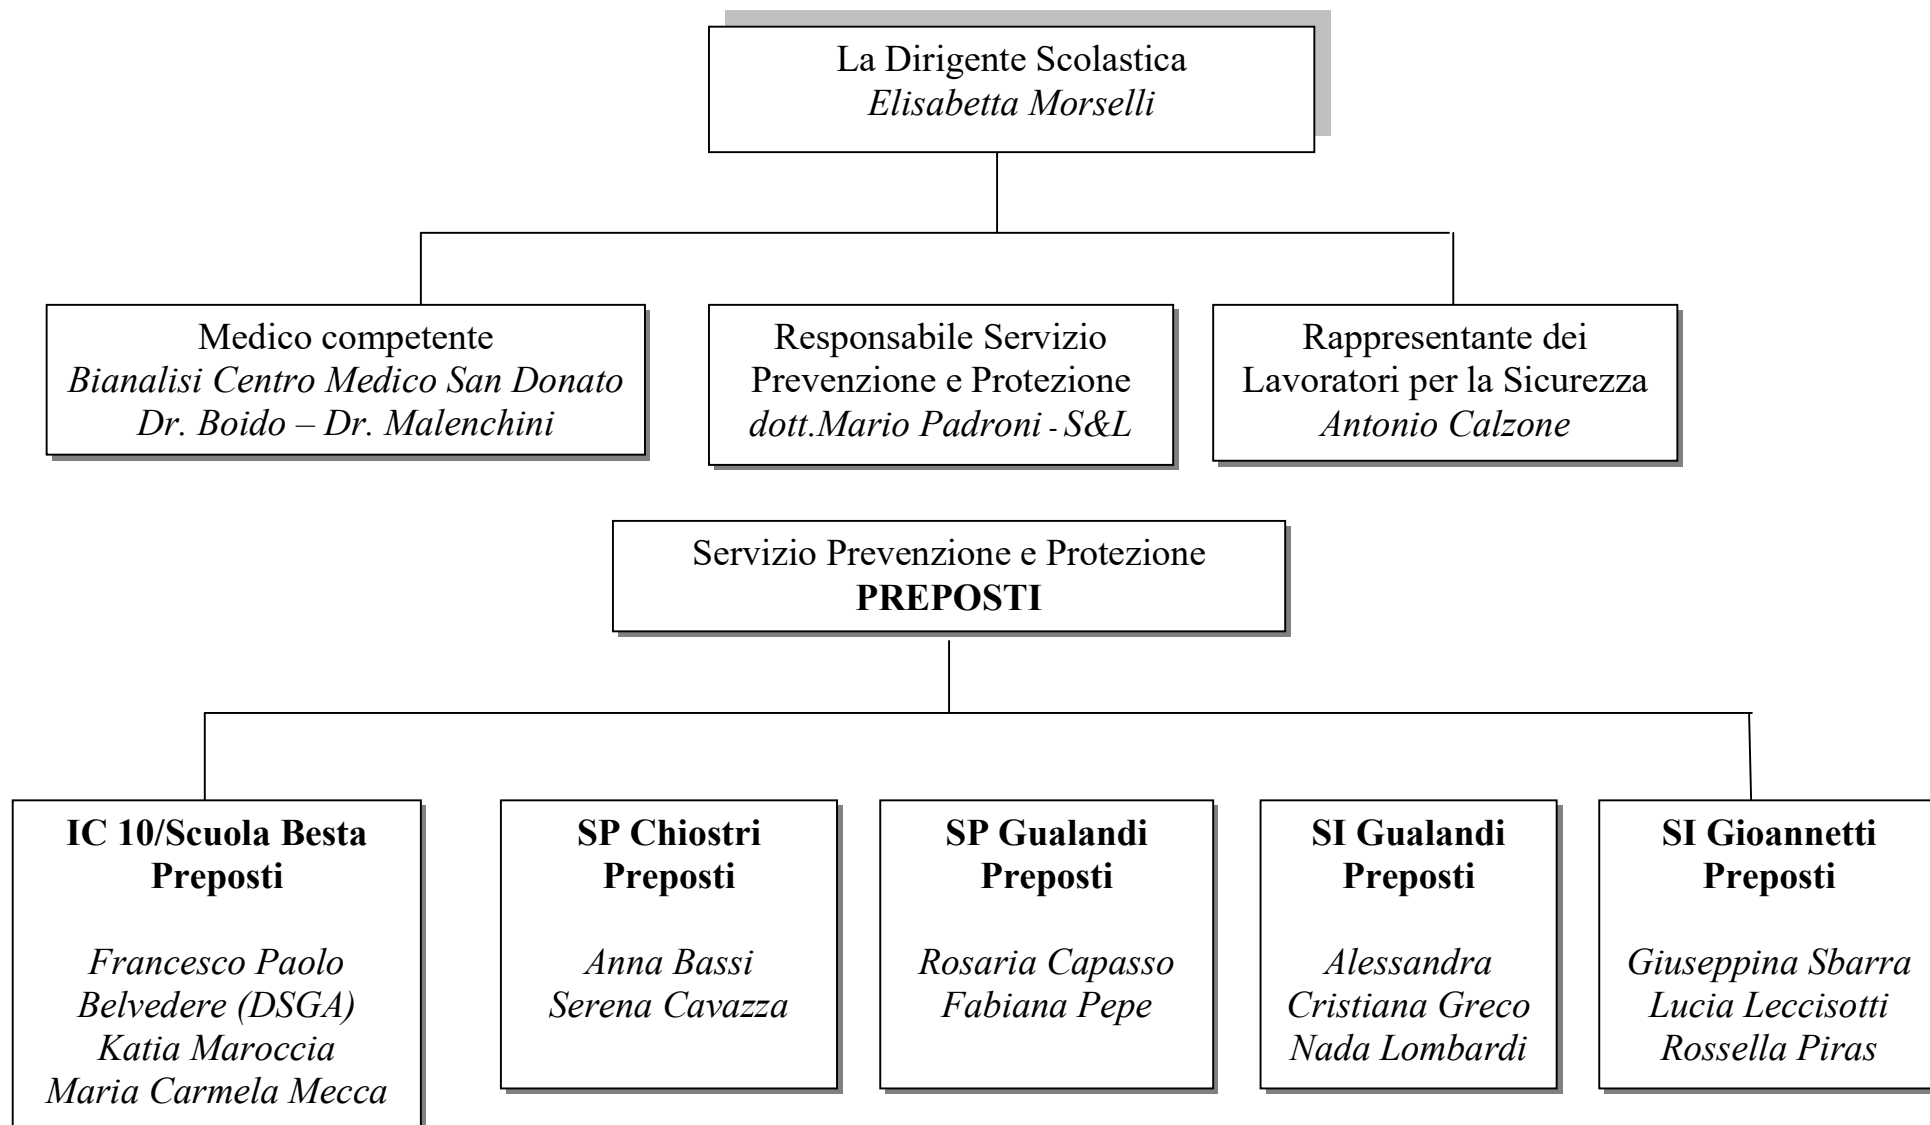 La Dirigente Scolastica
Elisabetta Morselli
Medico competente
Bianalisi Centro Medico San Donato
Dr. Boido – Dr. Malenchini
Responsabile Servizio
Prevenzione e Protezione
dott.Mario Padroni - S&L
Rappresentante dei
Lavoratori per la Sicurezza
Antonio Calzone
Servizio Prevenzione e Protezione
PREPOSTI
IC 10/Scuola Besta
Preposti
Francesco Paolo
Belvedere (DSGA)
Katia Maroccia
Maria Carmela Mecca
SP Chiostri
Preposti
Anna Bassi
Serena Cavazza
SP Gualandi
Preposti
Rosaria Capasso
Fabiana Pepe
SI Gualandi
Preposti
Alessandra
Cristiana Greco
Nada Lombardi
SI Gioannetti
Preposti
Giuseppina Sbarra
Lucia Leccisotti
Rossella Piras